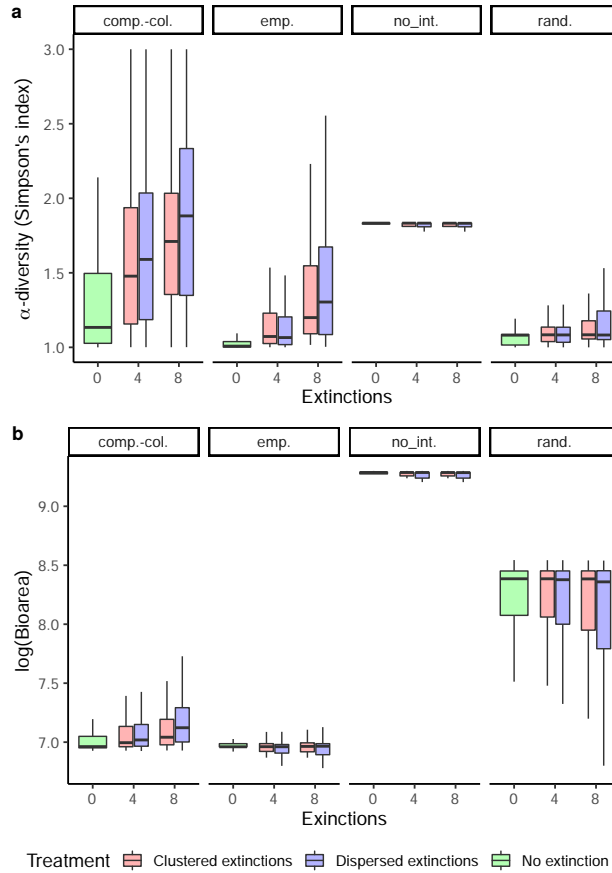 a
comp.-col. emp. no_int. rand.
α-diversity (Simpson's index)
3.0
2.5
2.0
1.5
1.0
0 4 8 0 4 8 0 4 8 0 4 8
Extinctions
b
comp.-col. emp. no_int. rand.
log(Bioarea)
9.0
8.5
8.0
7.5
7.0
0 4 8 0 4 8 0 4 8 0 4 8
Extinctions
Treatment Clustered extinctions Dispersed extinctions No extinction